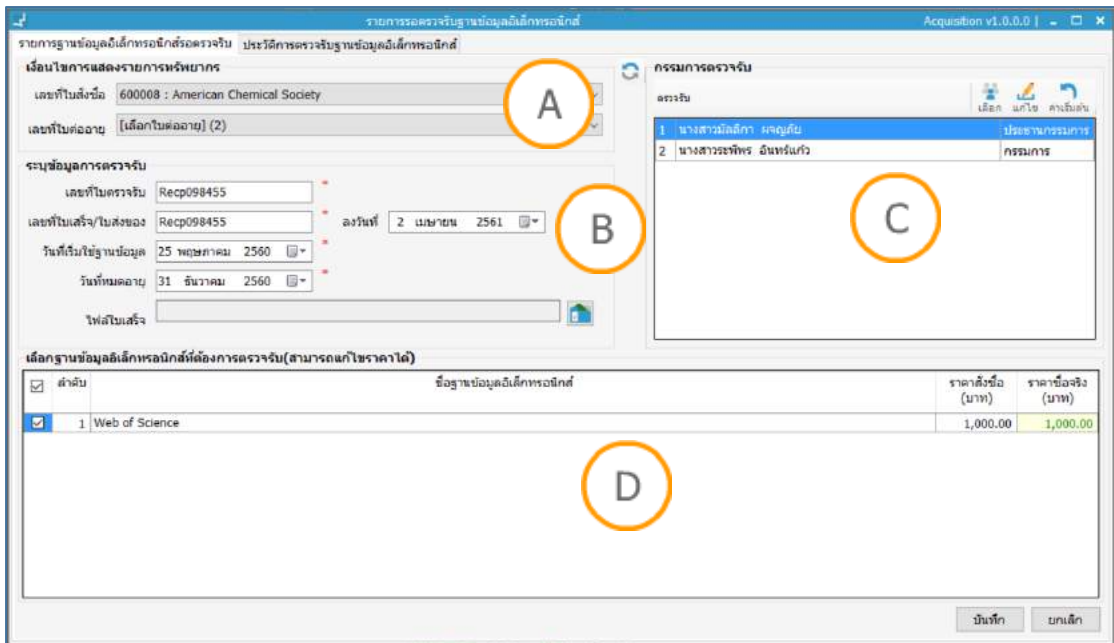 รายการรอตรวจรับฐานข้อมูลอิเล็กทรอนิกส์ Acquisition v1.0.0.0 |
รายการฐานข้อมูลอิเล็กทรอนิกส์รอตรวจรับ ประวัติการตรวจรับฐานข้อมูลอิเล็กทรอนิกส์
เงื่อนไขการแสดงรายการทรัพยากร
เลขที่ใบสั่งซื้อ 600008 : American Chemical Society
เลขที่ใบต่ออายุ [เลือกใบต่ออายุ] (2)
A
ระบุข้อมูลการตรวจรับ
เลขที่ใบตรวจรับ Recp098455 *
เลขที่ใบเสร็จ/ใบส่งของ Recp098455 * ลงวันที่ 2 เมษายน 2561
วันที่เริ่มใช้ฐานข้อมูล 25 พฤษภาคม 2560 *
วันที่หมดอายุ 31 ธันวาคม 2560 *
ไฟล์ใบเสร็จ
B
กรรมการตรวจรับ
ตรวจรับ เลือก แก้ไข ค่าเริ่มต้น
1 นางสาวมัลลิกา ผจญภัย ประธานกรรมการ
2 นางสาวระพีพร อินทร์แก้ว กรรมการ
C
เลือกฐานข้อมูลอิเล็กทรอนิกส์ที่ต้องการตรวจรับ(สามารถแก้ไขราคาได้)
ลำดับ ชื่อฐานข้อมูลอิเล็กทรอนิกส์ ราคาสั่งซื้อ (บาท) ราคาซื้อจริง (บาท)
1 Web of Science 1,000.00 1,000.00
D
บันทึก ยกเลิก